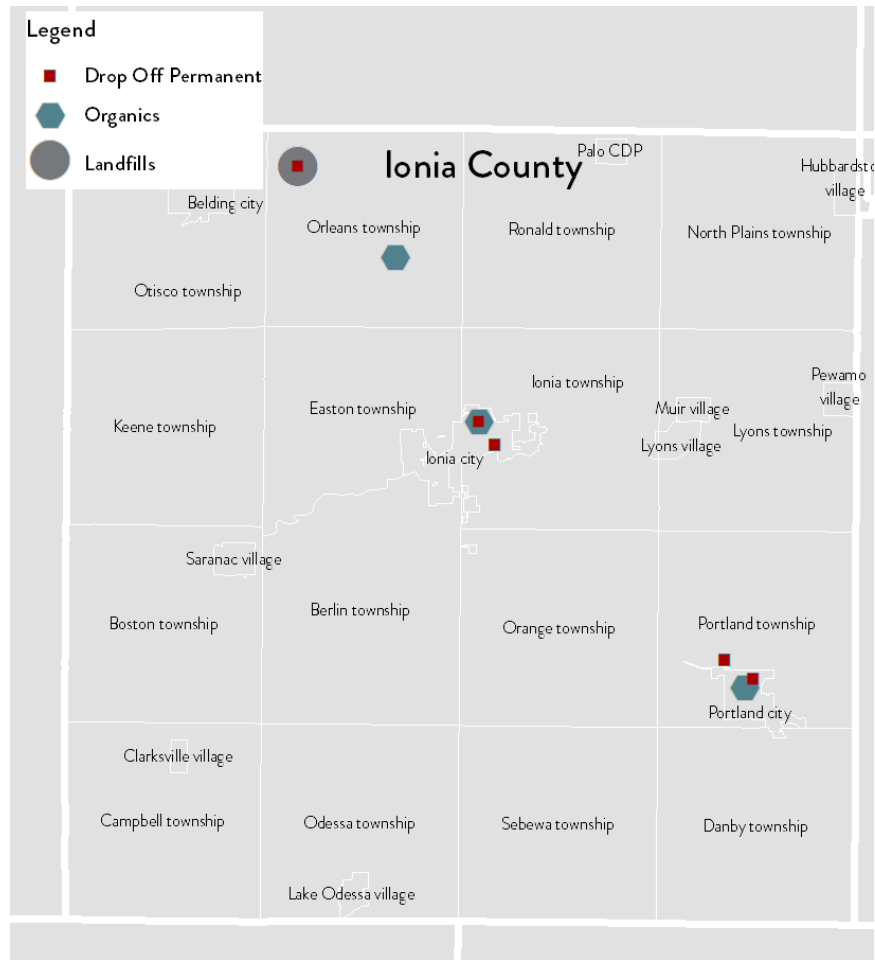 Legend
Drop Off Permanent
Organics
Landfills
Ionia County
Palo CDP
Hubbardsto
village
Belding city
Orleans township
Ronald township
North Plains township
Otisco township
Pewamo
village
Ionia township
Easton township
Muir village
Keene township
Lyons township
Lyons village
Ionia city
Saranac village
Berlin township
Boston township
Orange township
Portland township
Portland city
Clarksville village
Campbell township
Odessa township
Sebewa township
Danby township
Lake Odessa village